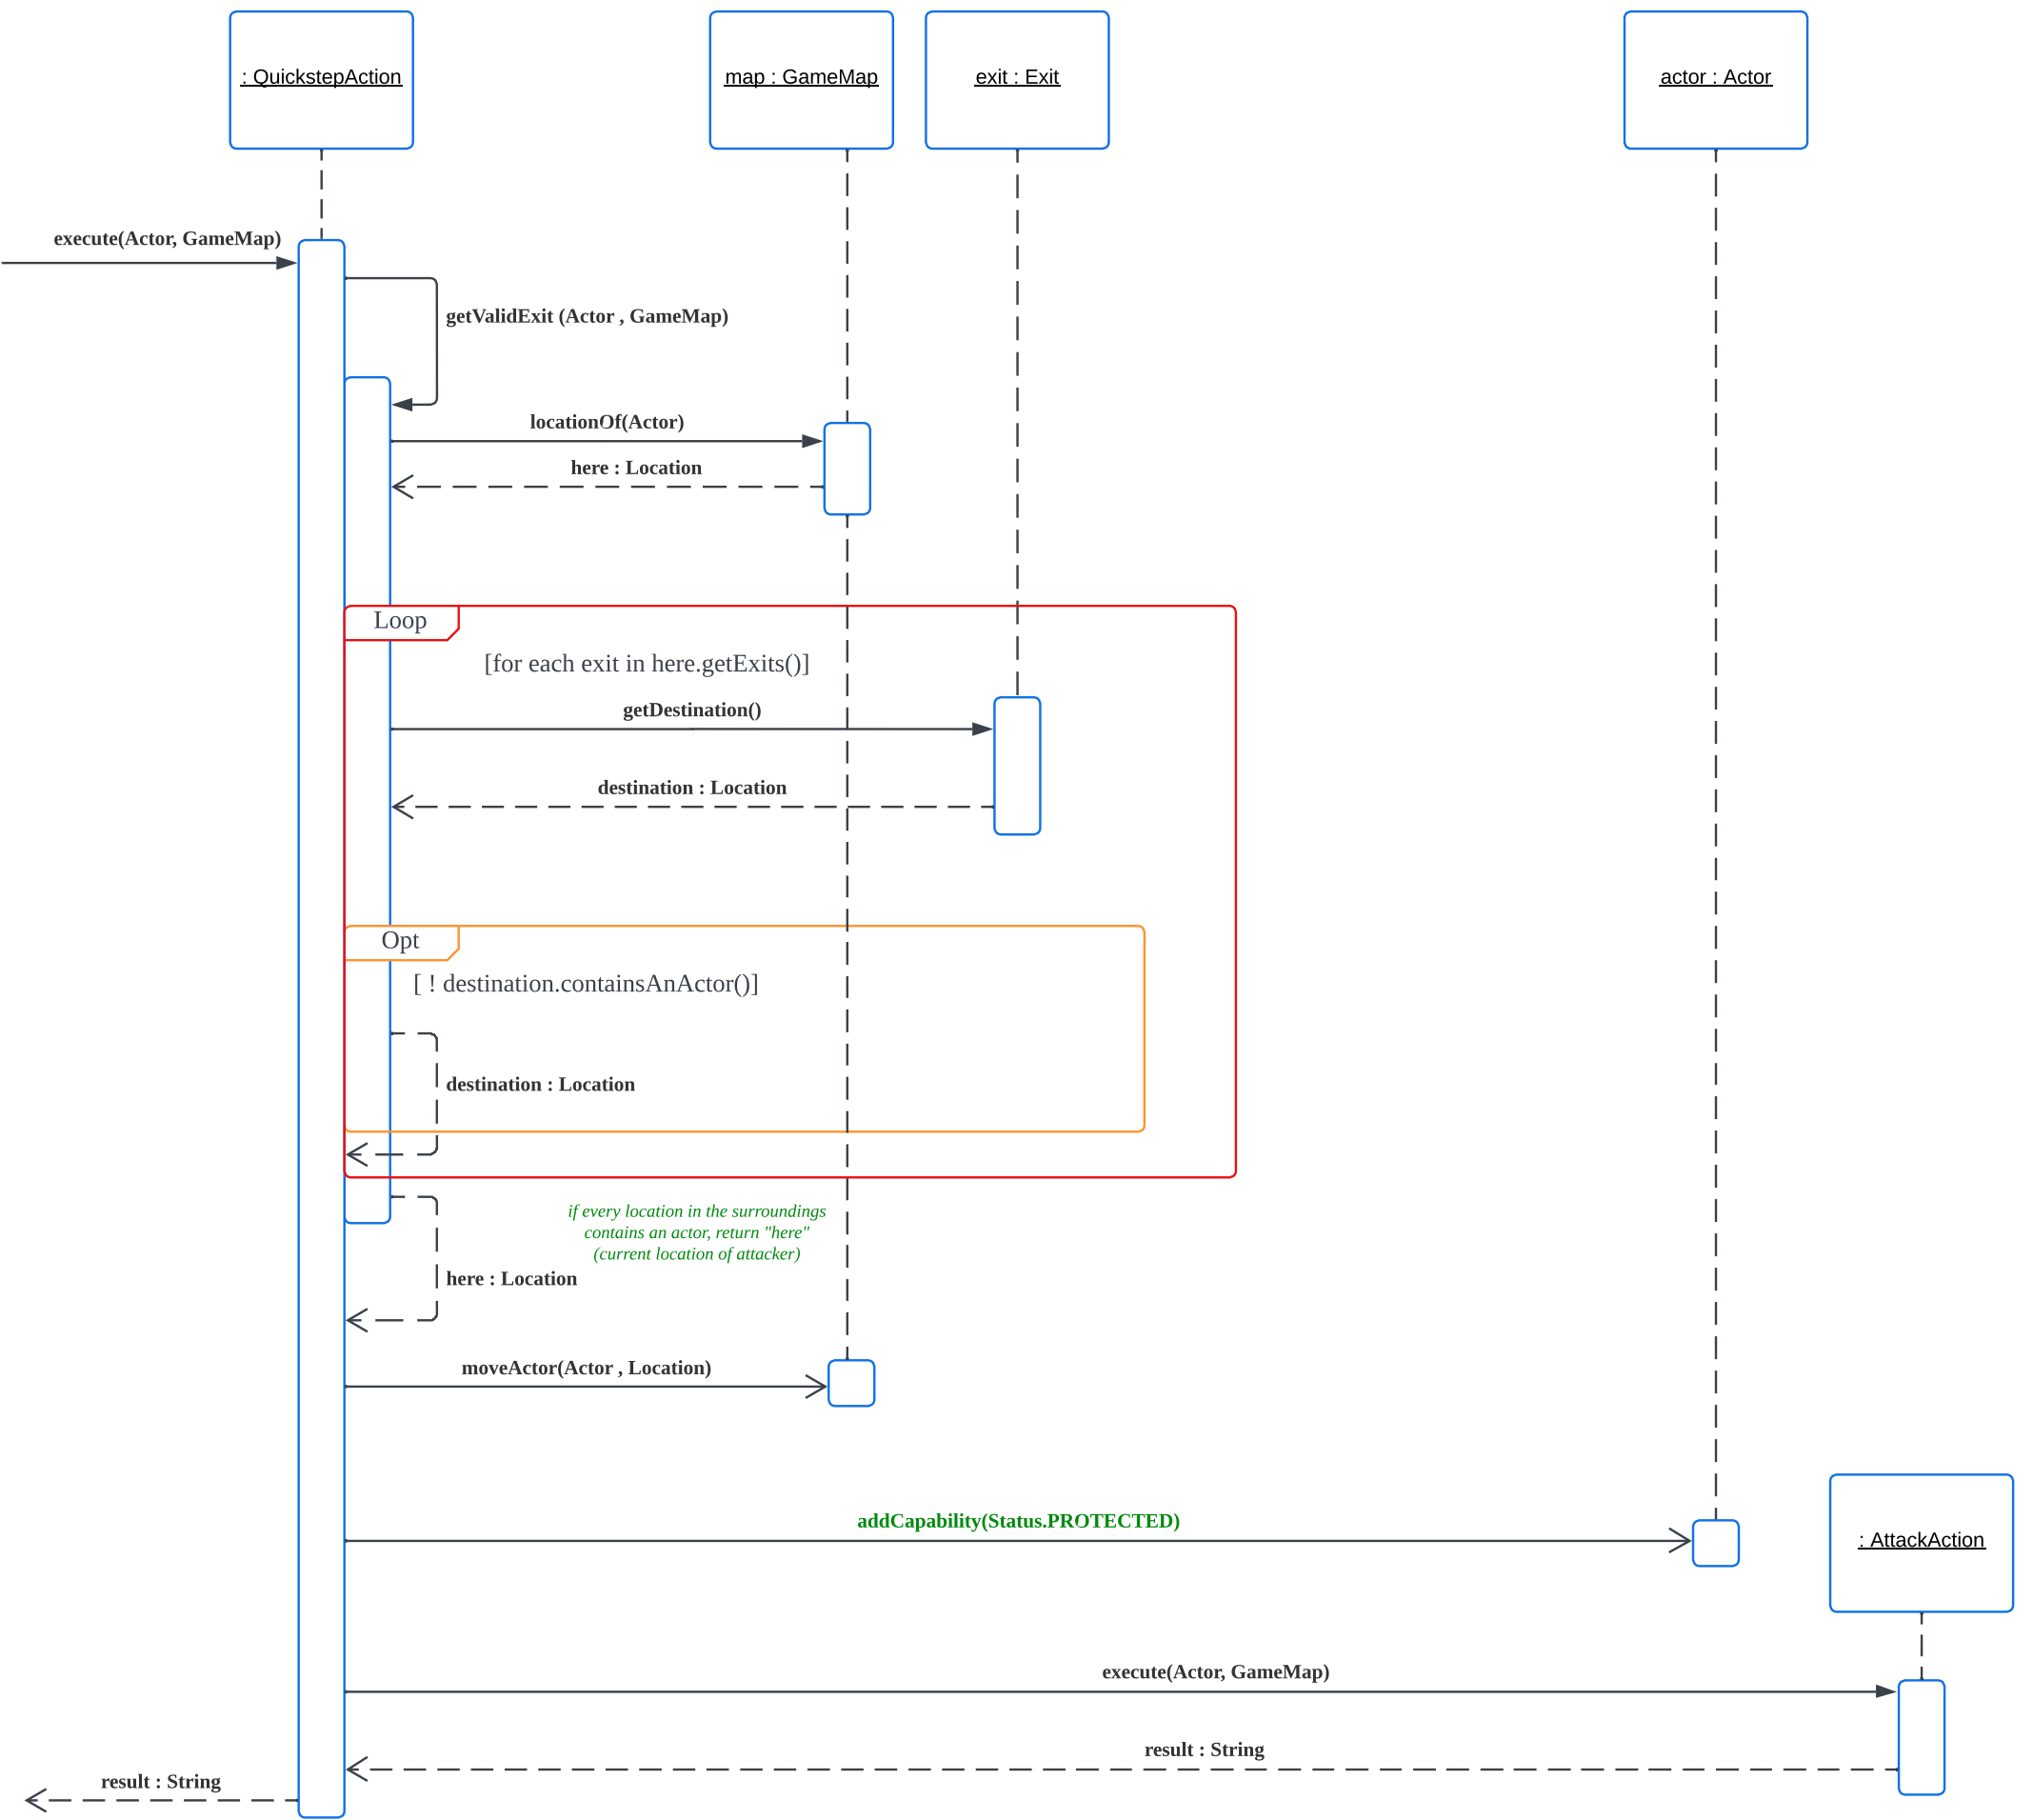 : QuickstepAction
map : GameMap
exit : Exit
actor : Actor
execute(Actor, GameMap)
getValidExit (Actor , GameMap)
locationOf(Actor)
here : Location
Loop
[for each exit in here.getExits()]
getDestination()
destination : Location
Opt
[ ! destination.containsAnActor()]
destination : Location
if every location in the surroundings
contains an actor, return "here"
(current location of attacker)
here : Location
moveActor(Actor , Location)
addCapability(Status.PROTECTED)
: AttackAction
execute(Actor, GameMap)
result : String
result : String